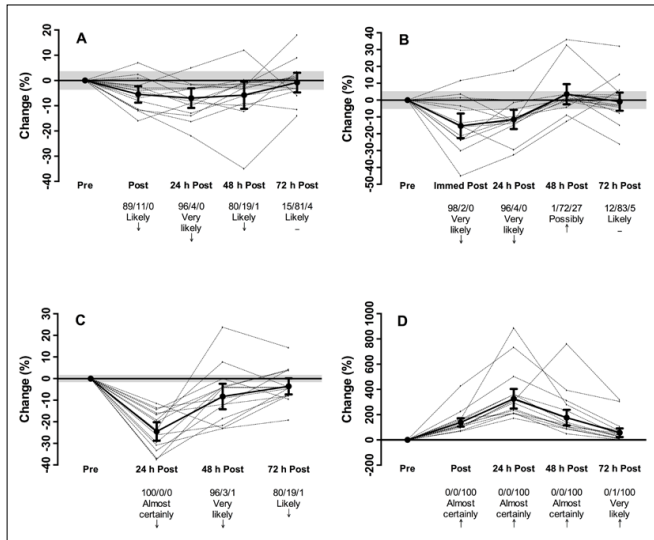 A
Change (%)
20
10
0
-10
-20
-30
-40
Pre
Post
24 h Post
48 h Post
72 h Post
89/11/0
Likely
↓
96/4/0
Very
likely
↓
80/19/1
Likely
↓
15/81/4
Likely
–
B
Change (%)
40
30
20
10
0
-10
-20
-30
-40
-50
Pre
Immed Post
24 h Post
48 h Post
72 h Post
98/2/0
Very
likely
↓
96/4/0
Very
likely
↓
1/72/27
Possibly
↑
12/83/5
Likely
–
C
Change (%)
30
20
10
0
-10
-20
-30
-40
Pre
24 h Post
48 h Post
72 h Post
100/0/0
Almost
certainly
↓
96/3/1
Very
likely
↓
80/19/1
Likely
↓
D
Change (%)
1000
800
600
400
200
0
-200
Pre
Post
24 h Post
48 h Post
72 h Post
0/0/100
Almost
certainly
↑
0/0/100
Almost
certainly
↑
0/0/100
Almost
certainly
↑
0/1/100
Very
likely
↑